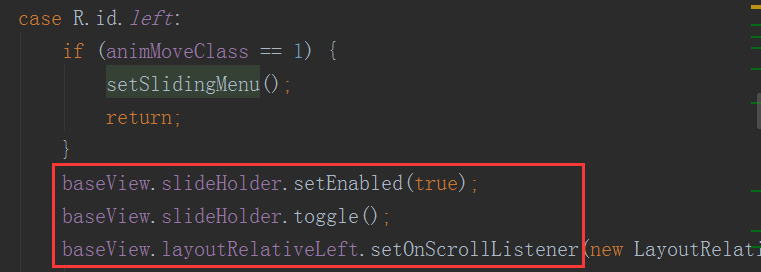 case R.id.left:
if (animMoveClass == 1) {
setSlidingMenu();
return;
}
baseView.slideHolder.setEnabled(true);
baseView.slideHolder.toggle();
baseView.layoutRelativeLeft.setOnScrollListener(new LayoutRelati